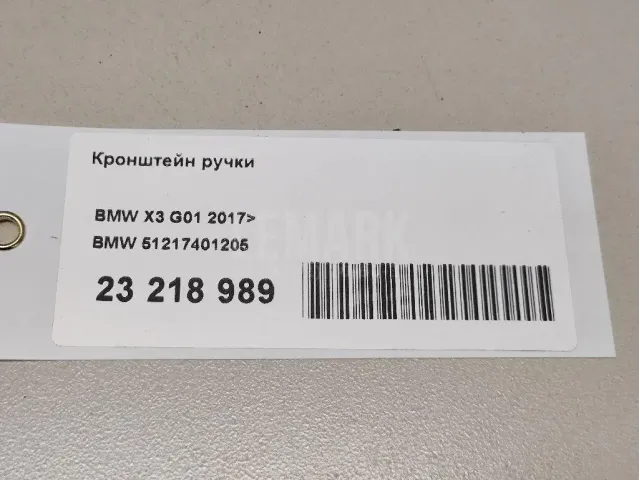 Кронштейн ручки
BMW X3 G01 2017>
BMW 51217401205
23 218 989